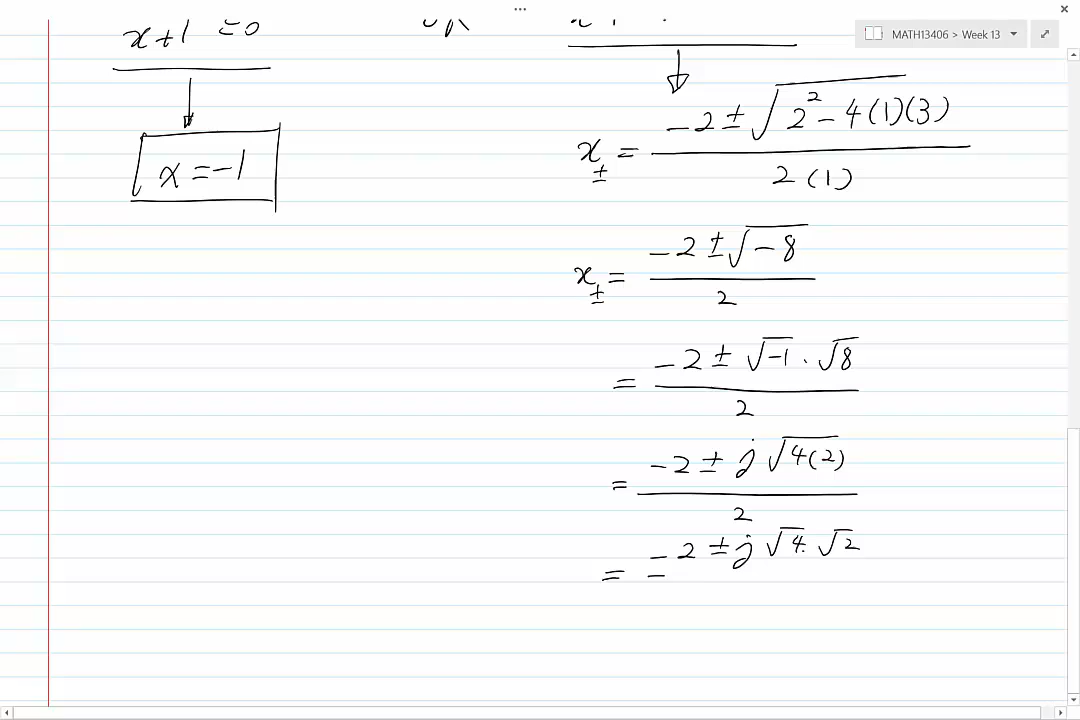 MATH13406 > Week 13
x+1 =0
x = -1
x± = (-2 ± √(2² - 4(1)(3))) / 2(1)
x± = (-2 ± √-8) / 2
= (-2 ± √-1 · √8) / 2
= (-2 ± j √4(2)) / 2
= -2 ± j √4 · √2